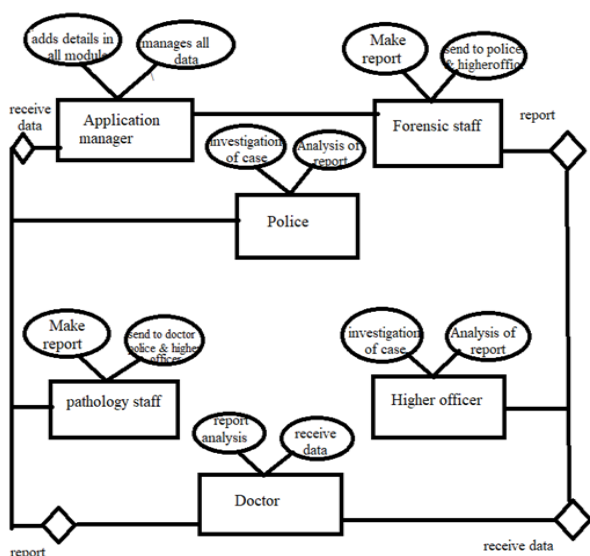 adds details in
all module
manages all
data
Make
report
send to police
& higheroffice
receive
data
Application
manager
Forensic staff
report
investigation
of case
Analysis of
report
Police
Make
report
send to doctor
police & higher
officer
investigation
of case
Analysis of
report
pathology staff
Higher officer
report
analysis
receive
data
Doctor
report
receive data